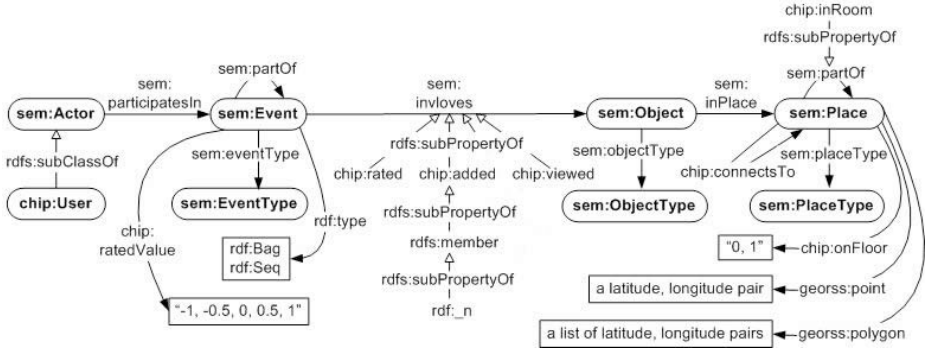 chip:inRoom
rdfs:subPropertyOf
sem:partOf
sem:
participatesIn
sem:
invloves
sem:
inPlace
sem:partOf
sem:Actor
sem:Event
sem:Object
sem:Place
rdfs:subClassOf
sem:eventType
rdfs:subPropertyOf
sem:objectType
sem:placeType
chip:rated
chip:added
chip:viewed
chip:connectsTo
chip:User
sem:EventType
rdf:type
rdfs:subPropertyOf
sem:ObjectType
sem:PlaceType
chip:
ratedValue
rdf:Bag
rdf:Seq
rdfs:member
"0, 1"
chip:onFloor
rdfs:subPropertyOf
a latitude, longitude pair
georss:point
"-1, -0.5, 0, 0.5, 1"
rdf:_n
a list of latitude, longitude pairs
georss:polygon